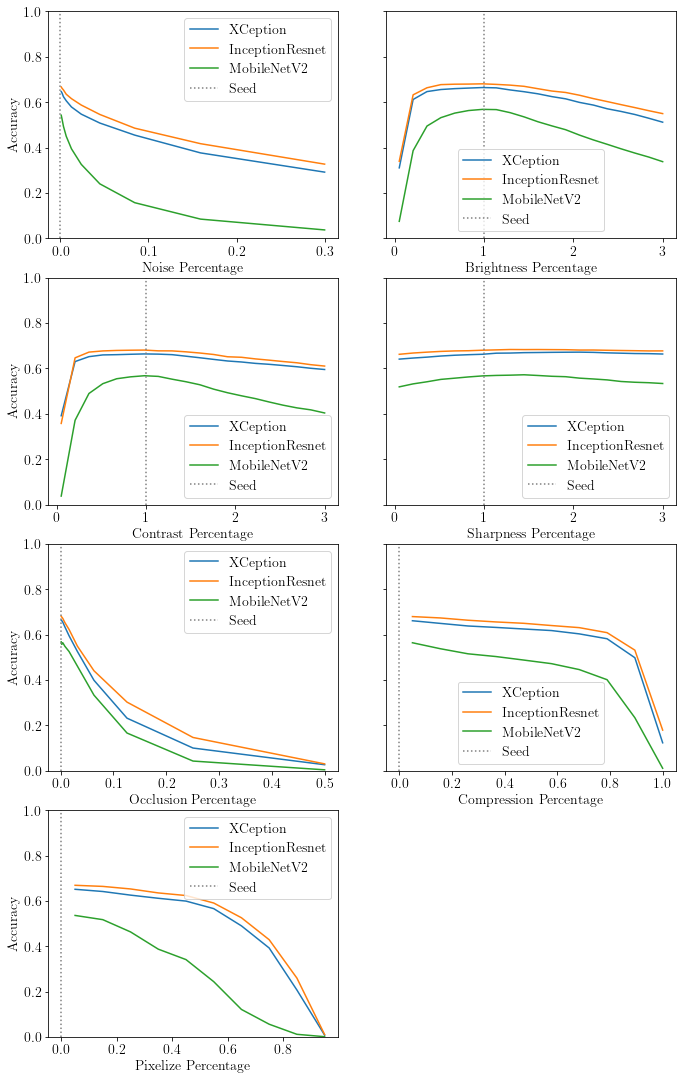 1.0
0.8
0.6
0.4
0.2
0.0
Accuracy
XCeption
InceptionResnet
MobileNetV2
Seed
0.0 0.1 0.2 0.3
Noise Percentage
XCeption
InceptionResnet
MobileNetV2
Seed
0 1 2 3
Brightness Percentage
1.0
0.8
0.6
0.4
0.2
0.0
Accuracy
XCeption
InceptionResnet
MobileNetV2
Seed
0 1 2 3
Contrast Percentage
XCeption
InceptionResnet
MobileNetV2
Seed
0 1 2 3
Sharpness Percentage
1.0
0.8
0.6
0.4
0.2
0.0
Accuracy
XCeption
InceptionResnet
MobileNetV2
Seed
0.0 0.1 0.2 0.3 0.4 0.5
Occlusion Percentage
XCeption
InceptionResnet
MobileNetV2
Seed
0.0 0.2 0.4 0.6 0.8 1.0
Compression Percentage
1.0
0.8
0.6
0.4
0.2
0.0
Accuracy
XCeption
InceptionResnet
MobileNetV2
Seed
0.0 0.2 0.4 0.6 0.8
Pixelize Percentage